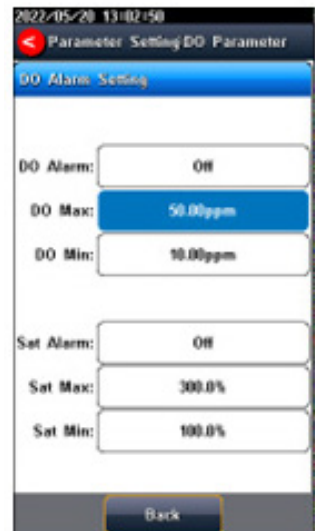 2022/05/20 13:02:50
< Parameter Setting\DO Parameter
DO Alarm Setting
DO Alarm: Off
DO Max: 50.00ppm
DO Min: 10.00ppm
Sat Alarm: Off
Sat Max: 300.0%
Sat Min: 100.0%
Back